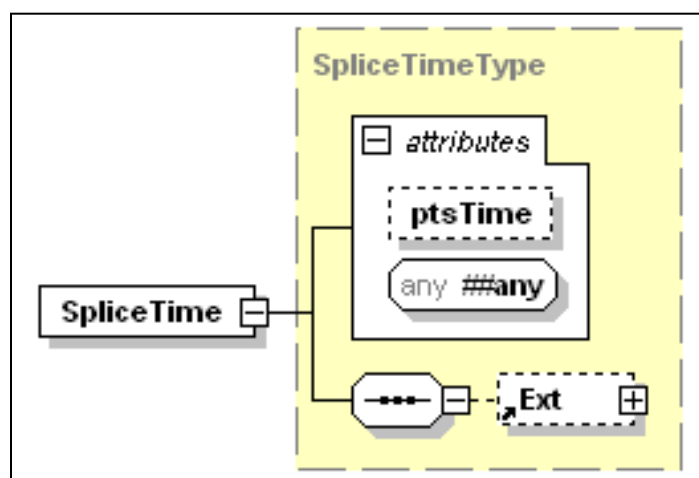 SpliceTimeType
attributes
ptsTime
any ##any
SpliceTime
Ext